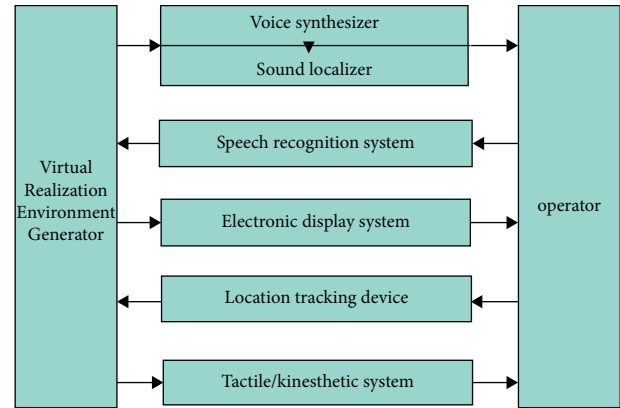 Voice synthesizer
Sound localizer
Speech recognition system
Virtual
Realization
Environment
Generator
Electronic display system
operator
Location tracking device
Tactile/kinesthetic system